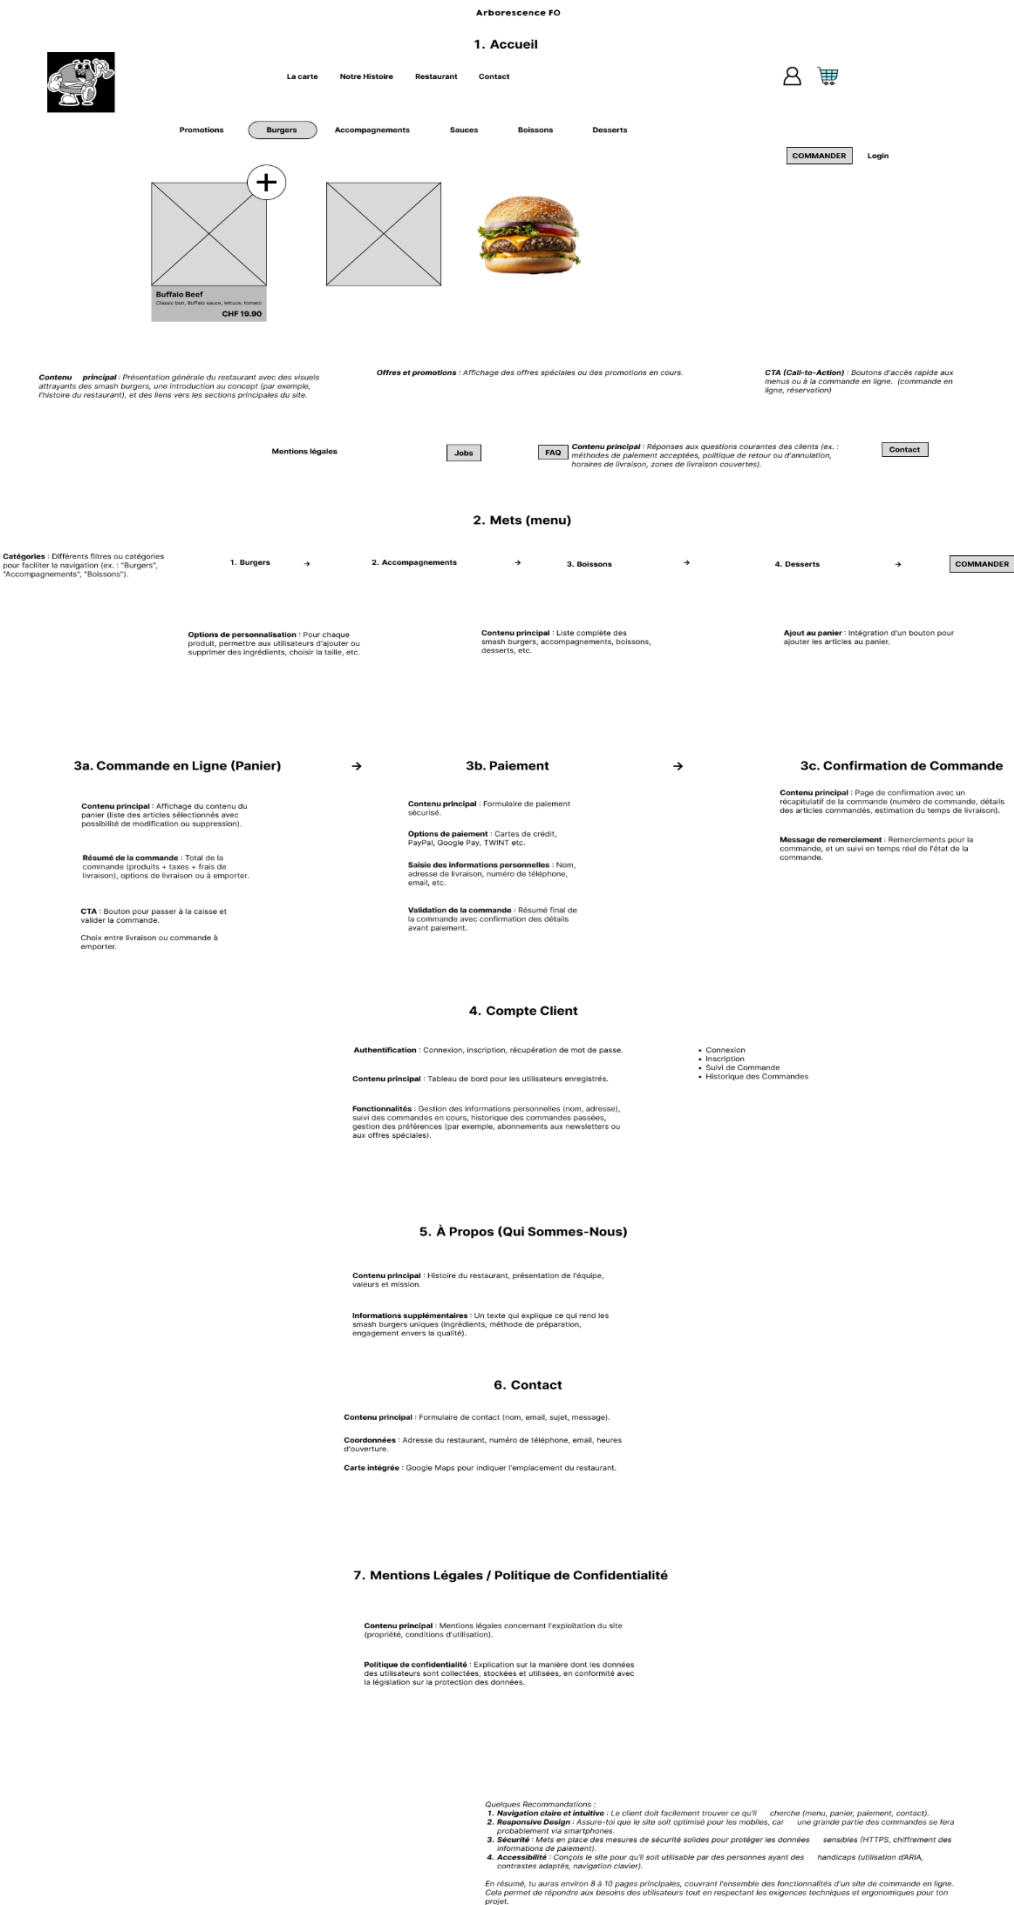 Arborescence FO
1. Accueil
La carte Notre Histoire Restaurant Contact
Promotions Burgers Accompagnements Sauces Boissons Desserts
COMMANDER Login
Buffalo Beef
Classic bun, Buffalo sauce, lettuce, tomato
CHF 19.90
Contenu principal : Présentation générale du restaurant avec des visuels
attrayants des smash burgers, une introduction au concept (par exemple,
l'histoire du restaurant), et des liens vers les sections principales du site.
Offres et promotions : Affichage des offres spéciales ou des promotions en cours.
CTA (Call-to-Action) : Boutons d'accès rapide aux
menus ou à la commande en ligne. (commande en
ligne, réservation)
Mentions légales
Jobs
FAQ
Contenu principal : Réponses aux questions courantes des clients (ex. :
méthodes de paiement acceptées, politique de retour ou d'annulation,
horaires de livraison, zones de livraison couvertes).
Contact
2. Mets (menu)
Catégories : Différents filtres ou catégories
pour faciliter la navigation (ex. : "Burgers",
"Accompagnements", "Boissons").
1. Burgers → 2. Accompagnements → 3. Boissons → 4. Desserts → COMMANDER
Options de personnalisation : Pour chaque
produit, permettre aux utilisateurs d'ajouter ou
supprimer des ingrédients, choisir la taille, etc.
Contenu principal : Liste complète des
smash burgers, accompagnements, boissons,
desserts, etc.
Ajout au panier : Intégration d'un bouton pour
ajouter les articles au panier.
3a. Commande en Ligne (Panier) → 3b. Paiement → 3c. Confirmation de Commande
Contenu principal : Affichage du contenu du
panier (liste des articles sélectionnés avec
possibilité de modification ou suppression).
Résumé de la commande : Total de la
commande (produits + taxes + frais de
livraison), options de livraison ou à emporter.
CTA : Bouton pour passer à la caisse et
valider la commande.
Choix entre livraison ou commande à
emporter.
Contenu principal : Formulaire de paiement
sécurisé.
Options de paiement : Cartes de crédit,
PayPal, Google Pay, TWINT etc.
Saisie des informations personnelles : Nom,
adresse de livraison, numéro de téléphone,
email, etc.
Validation de la commande : Résumé final de
la commande avec confirmation des détails
avant paiement.
Contenu principal : Page de confirmation avec un
récapitulatif de la commande (numéro de commande, détails
des articles commandés, estimation du temps de livraison).
Message de remerciement : Remerciements pour la
commande, et un suivi en temps réel de l'état de la
commande.
4. Compte Client
Authentification : Connexion, inscription, récupération de mot de passe.
Contenu principal : Tableau de bord pour les utilisateurs enregistrés.
Fonctionnalités : Gestion des informations personnelles (nom, adresse),
suivi des commandes en cours, historique des commandes passées,
gestion des préférences (par exemple, abonnements aux newsletters ou
aux offres spéciales).
• Connexion
• Inscription
• Suivi de Commande
• Historique des Commandes
5. À Propos (Qui Sommes-Nous)
Contenu principal : Histoire du restaurant, présentation de l'équipe,
valeurs et mission.
Informations supplémentaires : Un texte qui explique ce qui rend les
smash burgers uniques (ingrédients, méthode de préparation,
engagement envers la qualité).
6. Contact
Contenu principal : Formulaire de contact (nom, email, sujet, message).
Coordonnées : Adresse du restaurant, numéro de téléphone, email, heures
d'ouverture.
Carte intégrée : Google Maps pour indiquer l'emplacement du restaurant.
7. Mentions Légales / Politique de Confidentialité
Contenu principal : Mentions légales concernant l'exploitation du site
(propriété, conditions d'utilisation).
Politique de confidentialité : Explication sur la manière dont les données
des utilisateurs sont collectées, stockées et utilisées, en conformité avec
la législation sur la protection des données.
Quelques Recommandations :
1. Navigation claire et intuitive : Le client doit facilement trouver ce qu'il cherche (menu, panier, paiement, contact).
2. Responsive Design : Assure-toi que le site soit optimisé pour les mobiles, car une grande partie des commandes se fera
probablement via smartphones.
3. Sécurité : Mets en place des mesures de sécurité solides pour protéger les données sensibles (HTTPS, chiffrement des
informations de paiement).
4. Accessibilité : Conçois le site pour qu'il soit utilisable par des personnes ayant des handicaps (utilisation d'ARIA,
contrastes adaptés, navigation clavier).
En résumé, tu auras environ 8 à 10 pages principales, couvrant l'ensemble des fonctionnalités d'un site de commande en ligne.
Cela permet de répondre aux besoins des utilisateurs tout en respectant les exigences techniques et ergonomiques pour ton
projet.